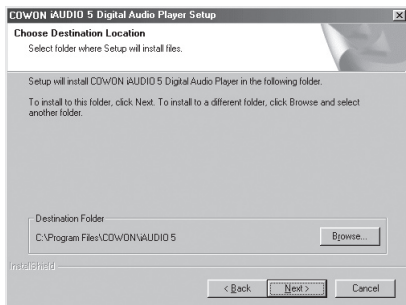 COWON iAUDIO 5 Digital Audio Player Setup
Choose Destination Location
Select folder where Setup will install files.
Setup will install COWON iAUDIO 5 Digital Audio Player in the following folder.
To install to this folder, click Next. To install to a different folder, click Browse and select
another folder.
Destination Folder
C:\Program Files\COWON\iAUDIO 5
Browse...
InstallShield
< Back
Next >
Cancel